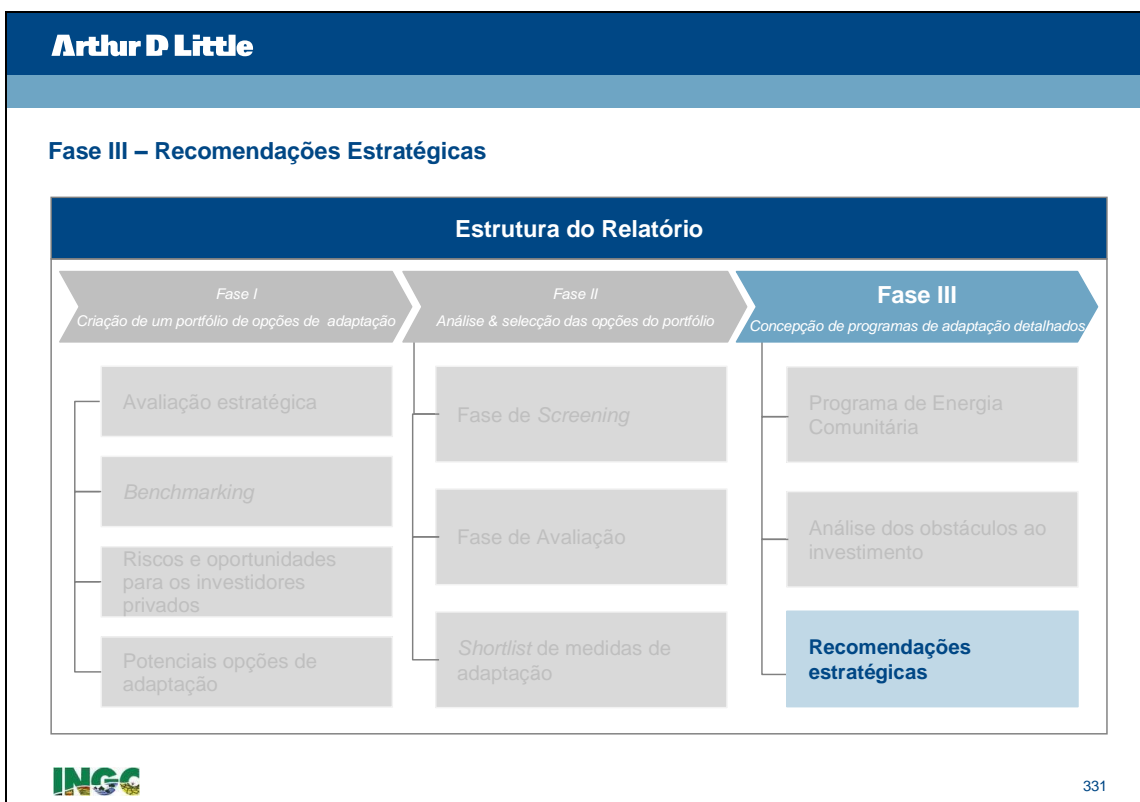 Arthur D Little
Fase III – Recomendações Estratégicas
Estrutura do Relatório
Fase I
Criação de um portfólio de opções de adaptação
Avaliação estratégica
Benchmarking
Riscos e oportunidades
para os investidores
privados
Potenciais opções de
adaptação
Fase II
Análise & selecção das opções do portfólio
Fase de Screening
Fase de Avaliação
Shortlist de medidas de
adaptação
Fase III
Concepção de programas de adaptação detalhados
Programa de Energia
Comunitária
Análise dos obstáculos ao
investimento
Recomendações
estratégicas
INGC
331